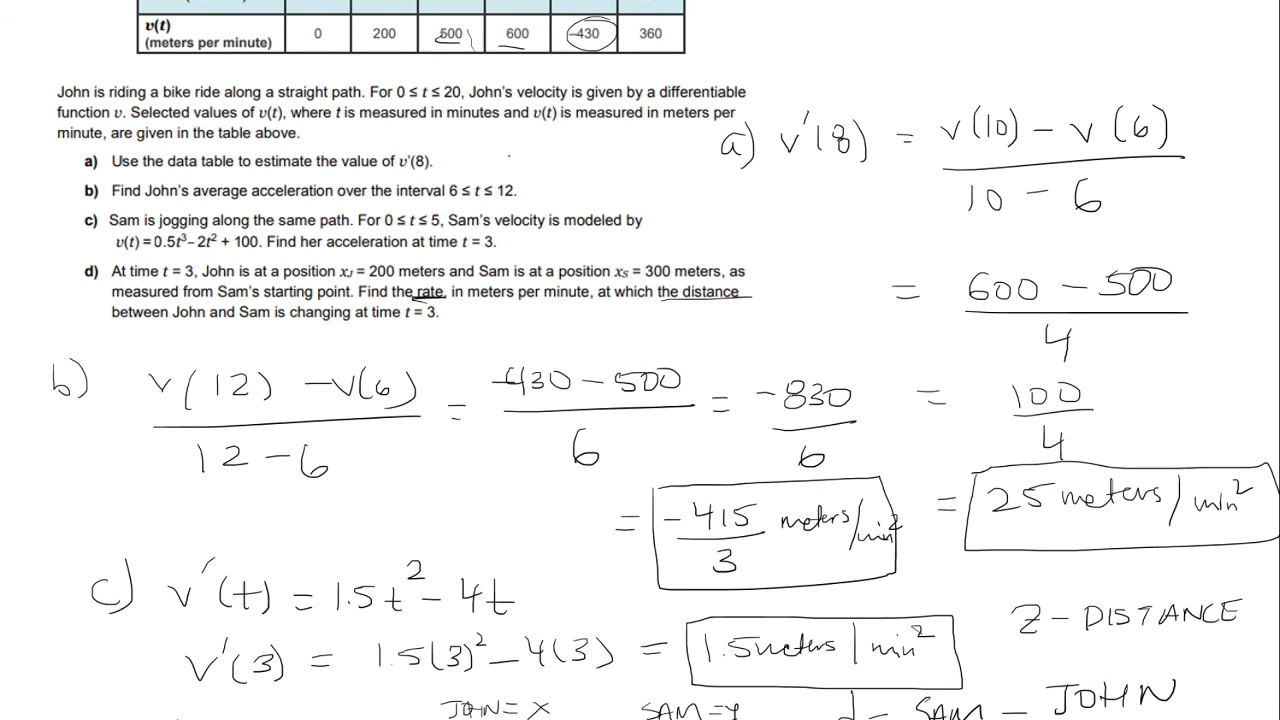 v(t)
(meters per minute) 0 200 500 600 -430 360
John is riding a bike ride along a straight path. For 0 ≤ t ≤ 20, John's velocity is given by a differentiable
function v. Selected values of v(t), where t is measured in minutes and v(t) is measured in meters per
minute, are given in the table above.
a) Use the data table to estimate the value of v'(8).
b) Find John's average acceleration over the interval 6 ≤ t ≤ 12.
c) Sam is jogging along the same path. For 0 ≤ t ≤ 5, Sam's velocity is modeled by
v(t) = 0.5t³ – 2t² + 100. Find her acceleration at time t = 3.
d) At time t = 3, John is at a position xJ = 200 meters and Sam is at a position xS = 300 meters, as
measured from Sam's starting point. Find the rate, in meters per minute, at which the distance
between John and Sam is changing at time t = 3.
a) v'(8) = v(10) - v(6)
10 - 6
= 600 - 500
4
= 100
4
= 25 meters/min²
b) v(12) - v(6) = -430 - 500 = -830
12 - 6 6 6
= -415 meters/min²
3
c) v'(t) = 1.5t² - 4t
v'(3) = 1.5(3)² - 4(3) = 1.5 meters/min²
Z - DISTANCE
JOHN = X SAM = Y d = SAM - JOHN